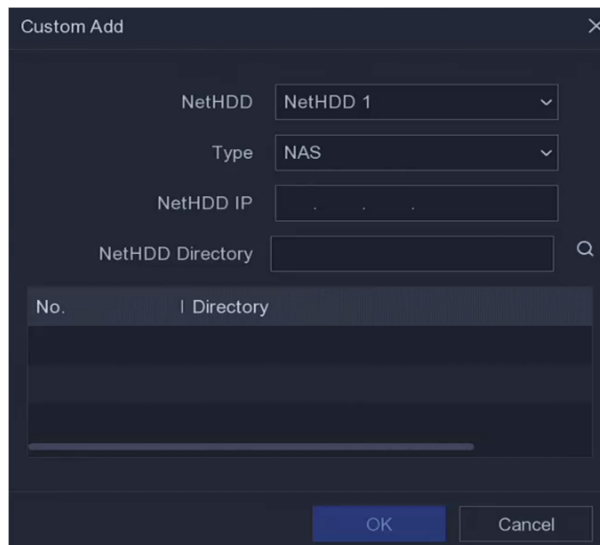 Custom Add
NetHDD NetHDD 1
Type NAS
NetHDD IP . . .
NetHDD Directory
No. Directory
OK Cancel